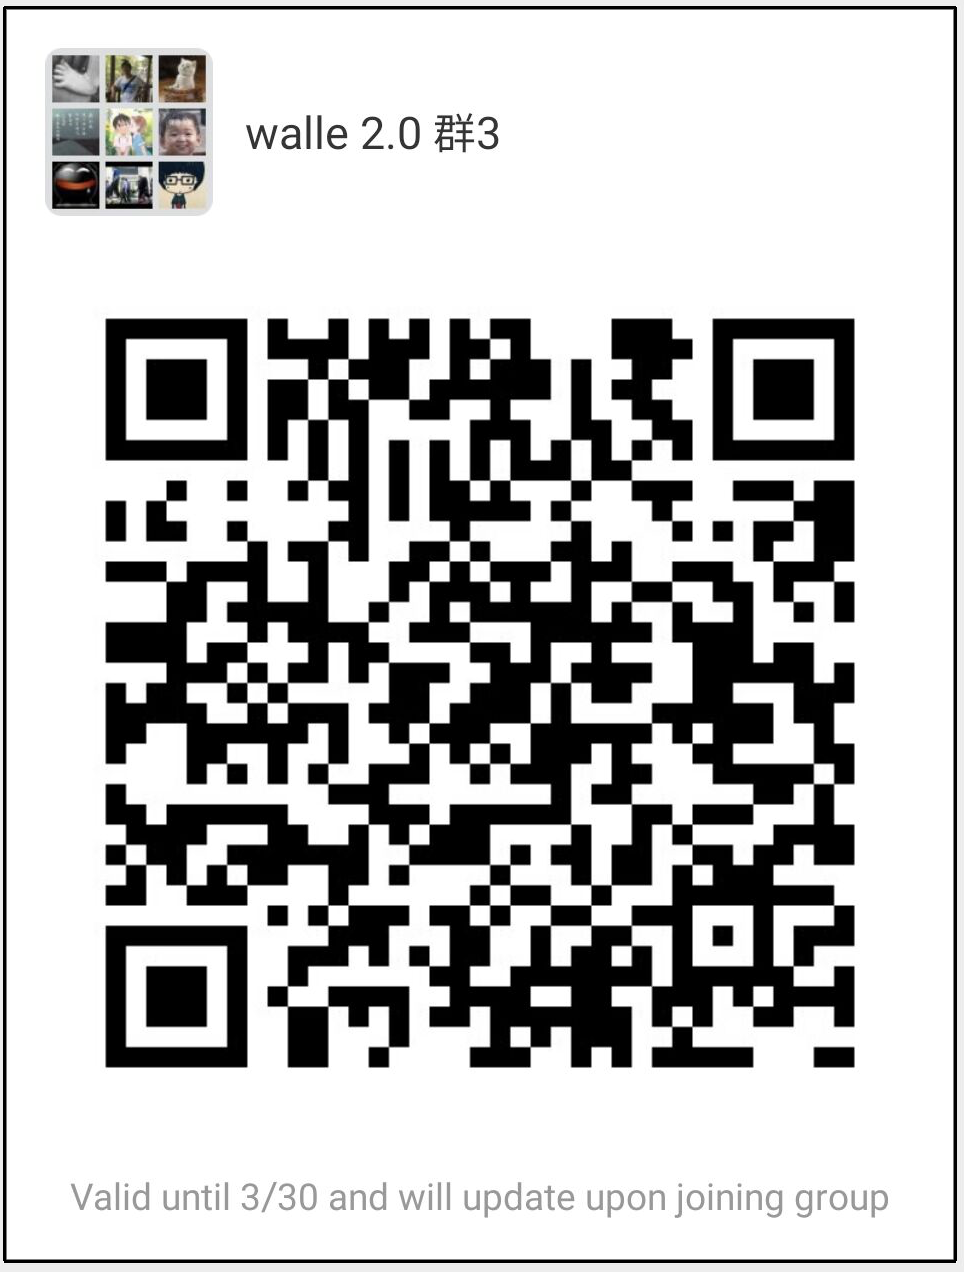 walle 2.0 群3
Valid until 3/30 and will update upon joining group